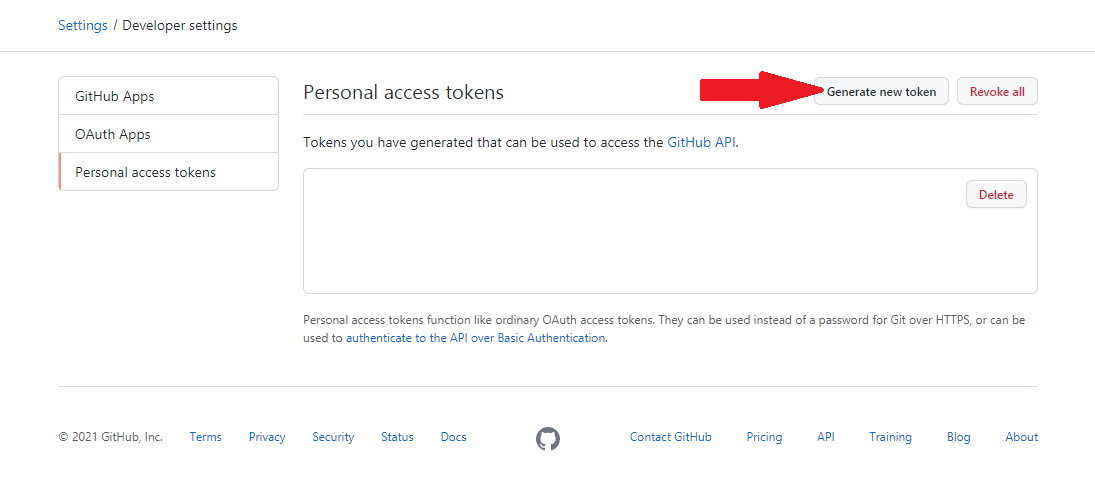 Settings / Developer settings
GitHub Apps
OAuth Apps
Personal access tokens
Personal access tokens
Generate new token
Revoke all
Tokens you have generated that can be used to access the GitHub API.
Delete
Personal access tokens function like ordinary OAuth access tokens. They can be used instead of a password for Git over HTTPS, or can be
used to authenticate to the API over Basic Authentication.
© 2021 GitHub, Inc. Terms Privacy Security Status Docs Contact GitHub Pricing API Training Blog About